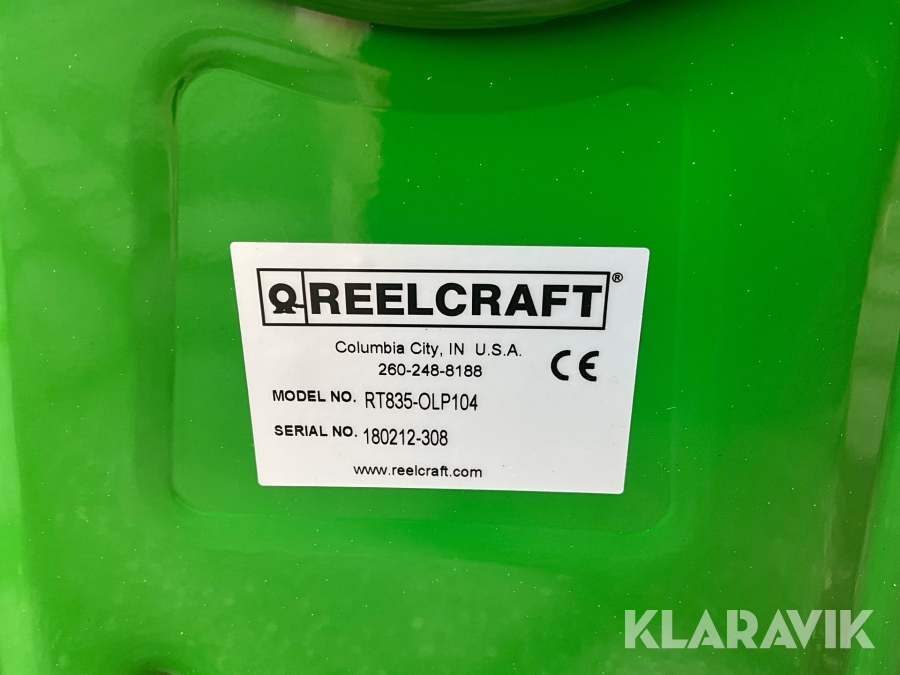 REELCRAFT®
Columbia City, IN U.S.A.
260-248-8188
CE
MODEL NO. RT835-OLP104
SERIAL NO. 180212-308
www.reelcraft.com
KLARAVIK